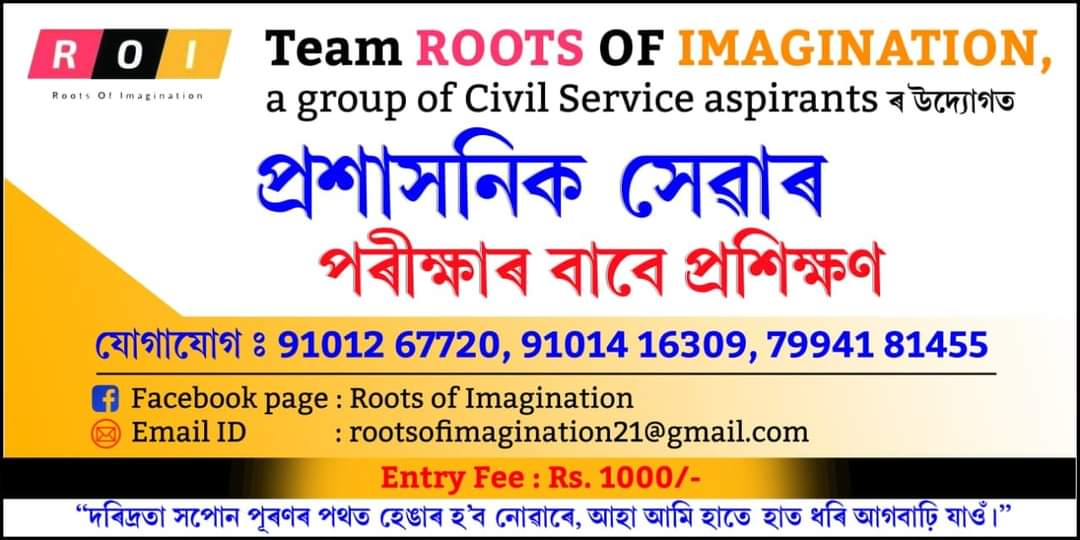 ROI
Roots Of Imagination
Team ROOTS OF IMAGINATION,
a group of Civil Service aspirants ৰ উদ্যোগত
প্ৰশাসনিক সেৱাৰ
পৰীক্ষাৰ বাবে প্ৰশিক্ষণ
যোগাযোগ ঃ 91012 67720, 91014 16309, 79941 81455
Facebook page : Roots of Imagination
Email ID : rootsofimagination21@gmail.com
Entry Fee : Rs. 1000/-
“দৰিদ্ৰতা সপোন পূৰণৰ পথত হেঙাৰ হ’ব নোৱাৰে, আহা আমি হাতে হাত ধৰি আগবাঢ়ি যাওঁ।”